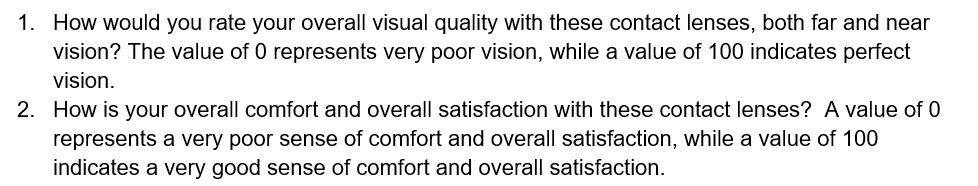 1. How would you rate your overall visual quality with these contact lenses, both far and near
vision? The value of 0 represents very poor vision, while a value of 100 indicates perfect
vision.
2. How is your overall comfort and overall satisfaction with these contact lenses?  A value of 0
represents a very poor sense of comfort and overall satisfaction, while a value of 100
indicates a very good sense of comfort and overall satisfaction.